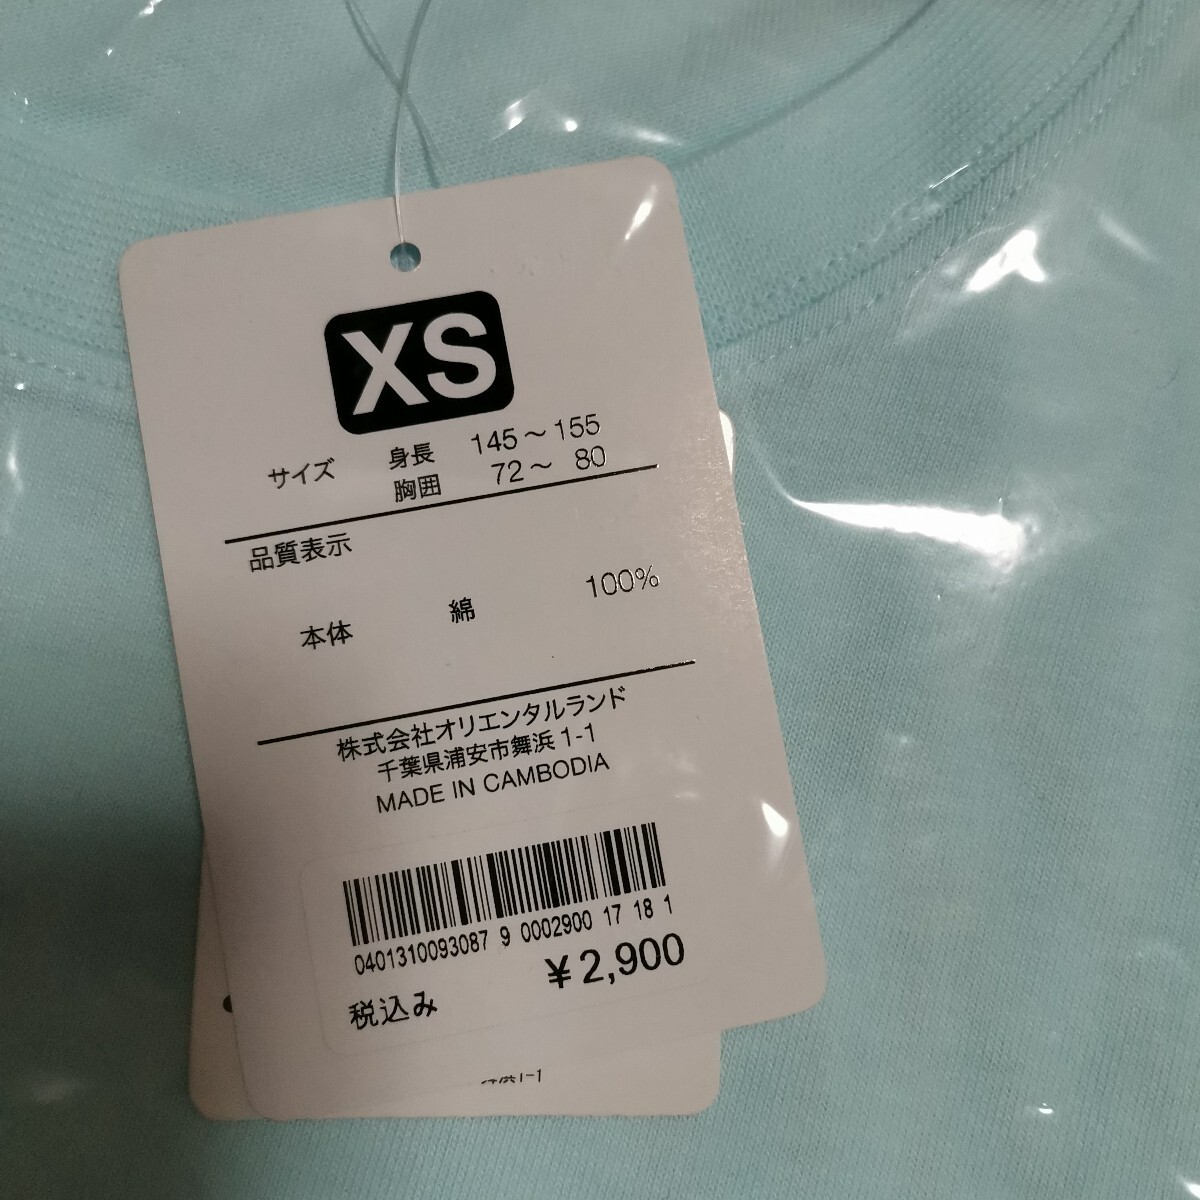 XS
サイズ 身長 145～155
胸囲 72～ 80
品質表示
本体 綿 100%
株式会社オリエンタルランド
千葉県浦安市舞浜1-1
MADE IN CAMBODIA
0401310093087 9 0002900 17 18 1
¥2,900
税込み
1-1